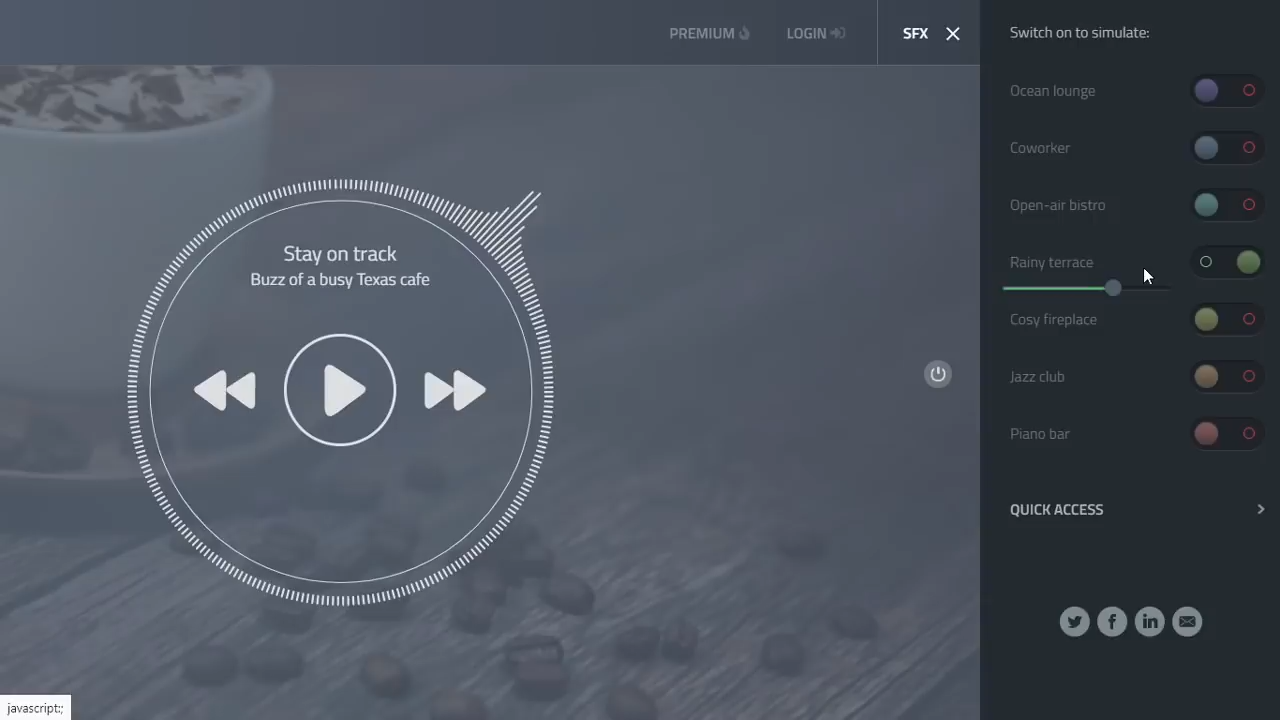 PREMIUM
LOGIN
SFX
Switch on to simulate:
Ocean lounge
Coworker
Open-air bistro
Rainy terrace
Cosy fireplace
Jazz club
Piano bar
QUICK ACCESS
Stay on track
Buzz of a busy Texas cafe
javascript:;